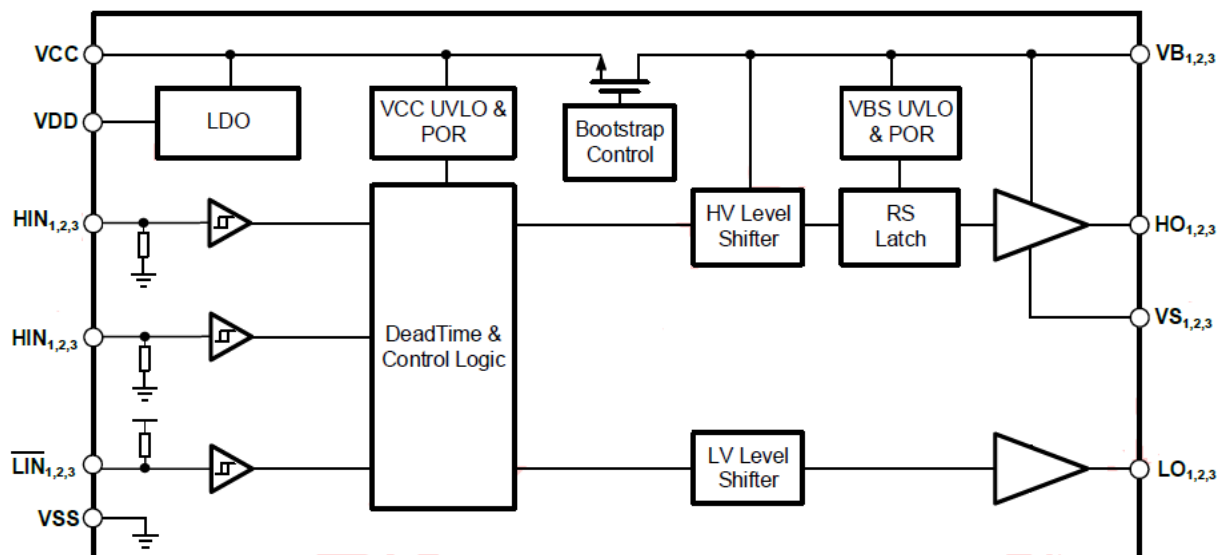 VCC
VB1,2,3
VDD
LDO
VCC UVLO &
POR
Bootstrap
Control
VBS UVLO
& POR
HIN1,2,3
HV Level
Shifter
RS
Latch
HO1,2,3
HIN1,2,3
DeadTime &
Control Logic
VS1,2,3
L̅I̅N̅1,2,3
LV Level
Shifter
LO1,2,3
VSS